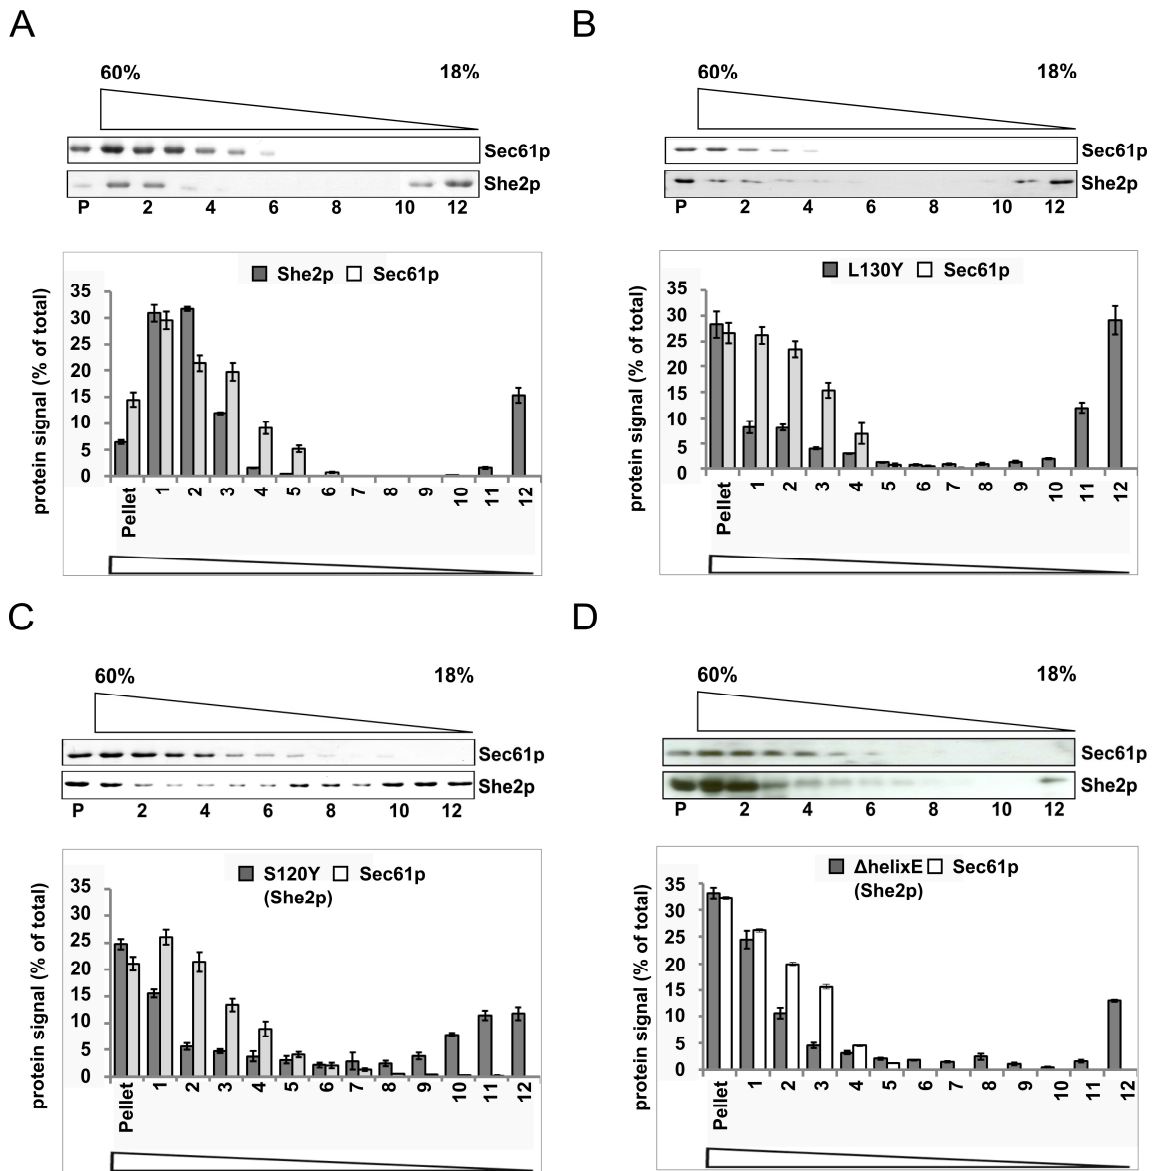 A
60% 18%
Sec61p
She2p
P 2 4 6 8 10 12
She2p Sec61p
protein signal (% of total)
35
30
25
20
15
10
5
0
Pellet 1 2 3 4 5 6 7 8 9 10 11 12
B
60% 18%
Sec61p
She2p
P 2 4 6 8 10 12
L130Y Sec61p
protein signal (% of total)
35
30
25
20
15
10
5
0
Pellet 1 2 3 4 5 6 7 8 9 10 11 12
C
60% 18%
Sec61p
She2p
P 2 4 6 8 10 12
S120Y Sec61p
(She2p)
protein signal (% of total)
35
30
25
20
15
10
5
0
Pellet 1 2 3 4 5 6 7 8 9 10 11 12
D
60% 18%
Sec61p
She2p
P 2 4 6 8 10 12
ΔhelixE Sec61p
(She2p)
protein signal (% of total)
35
30
25
20
15
10
5
0
Pellet 1 2 3 4 5 6 7 8 9 10 11 12